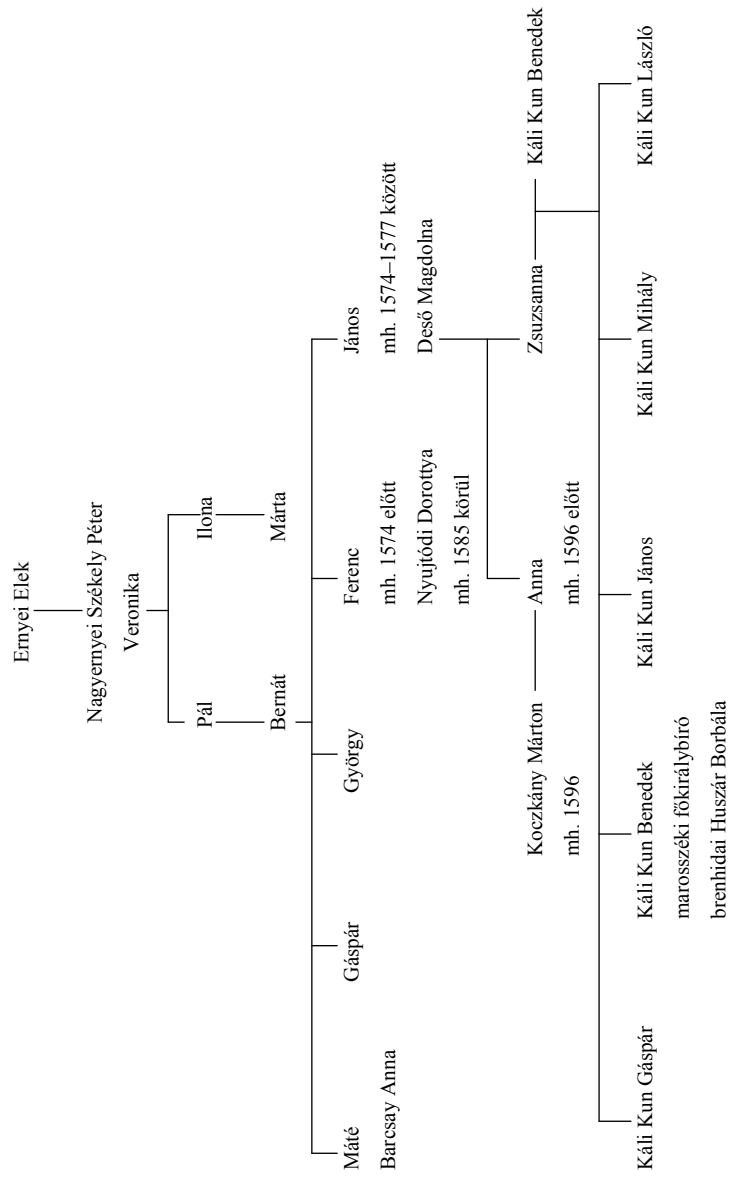 Ernyei Elek
Nagyernyei Székely Péter
Veronika
Pál
Ilona
Bernát
Márta
Máté
Barcsay Anna
Gáspár
György
Ferenc
mh. 1574 előtt
Nyujtódi Dorottya
mh. 1585 körül
János
mh. 1574–1577 között
Deső Magdolna
Koczkány Márton
mh. 1596
Anna
mh. 1596 előtt
Zsuzsanna
Káli Kun Benedek
Káli Kun Gáspár
Káli Kun Benedek
marosszéki főkirálybíró
brenhidai Huszár Borbála
Káli Kun János
Káli Kun Mihály
Káli Kun László